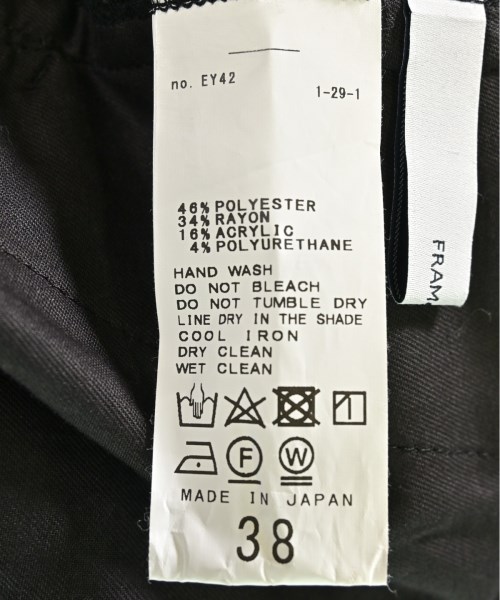 no. EY42
1-29-1
46% POLYESTER
34% RAYON
16% ACRYLIC
4% POLYURETHANE
HAND WASH
DO NOT BLEACH
DO NOT TUMBLE DRY
LINE DRY IN THE SHADE
COOL IRON
DRY CLEAN
WET CLEAN
F W
MADE IN JAPAN
38
FRAM